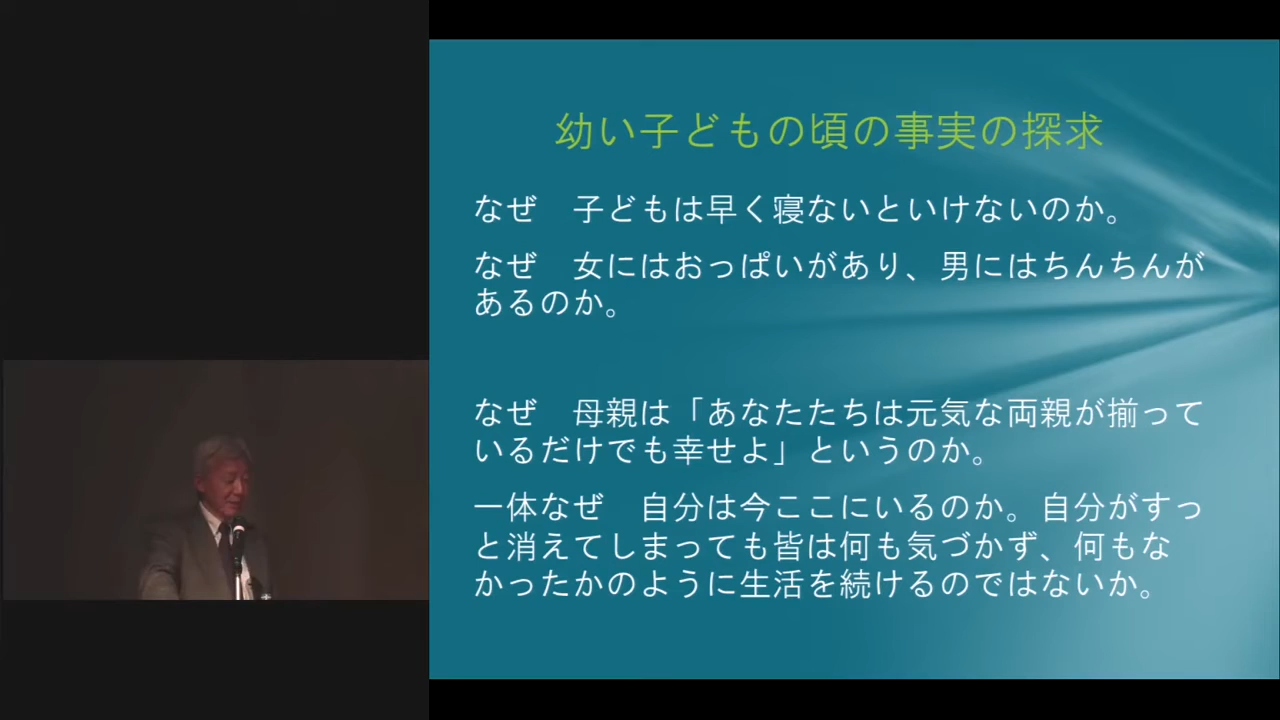 幼い子どもの頃の事実の探求
なぜ　子どもは早く寝ないといけないのか。
なぜ　女にはおっぱいがあり、男にはちんちんが
あるのか。
なぜ　母親は「あなたたちは元気な両親が揃って
いるだけでも幸せよ」というのか。
一体なぜ　自分は今ここにいるのか。自分がすっ
と消えてしまっても皆は何も気づかず、何もな
かったかのように生活を続けるのではないか。